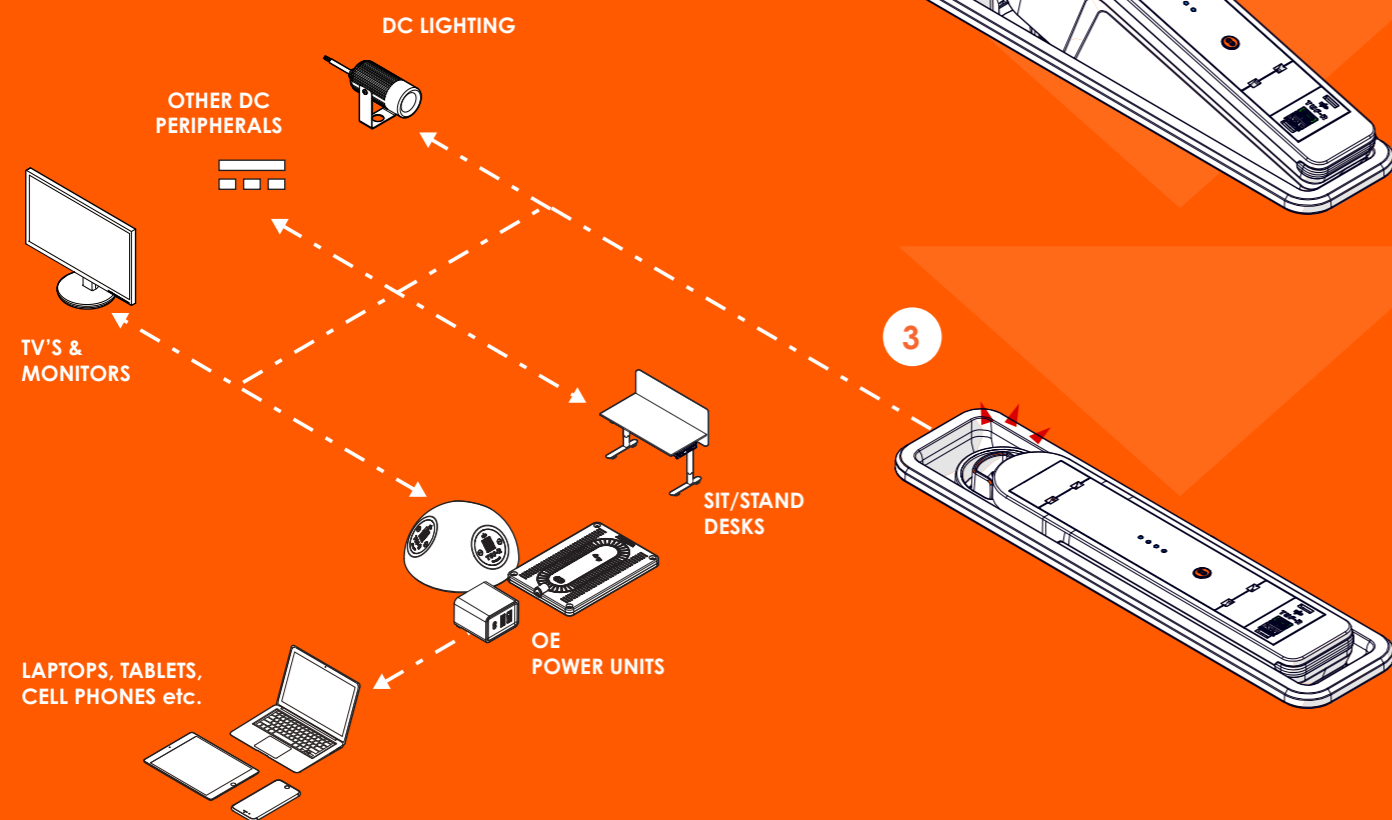 DC LIGHTING
OTHER DC
PERIPHERALS
TV'S &
MONITORS
3
SIT/STAND
DESKS
OE
POWER UNITS
LAPTOPS, TABLETS,
CELL PHONES etc.